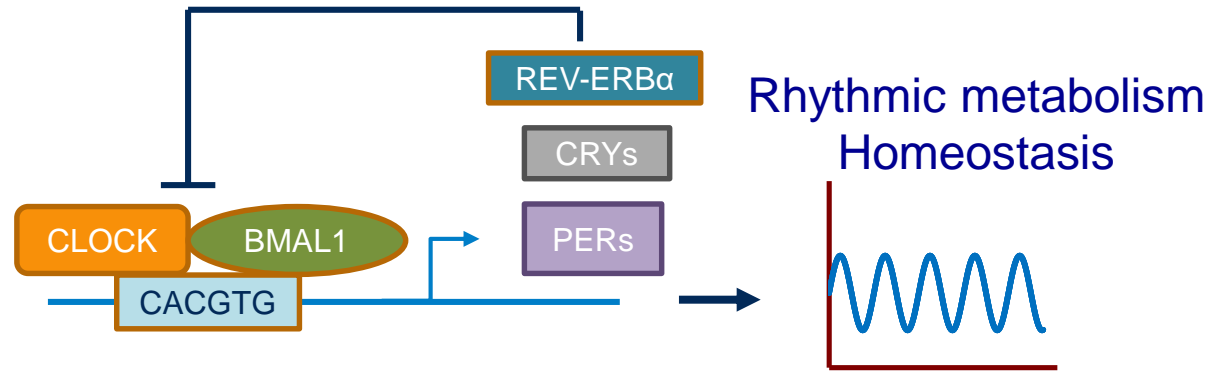 REV-ERBα
Rhythmic metabolism
Homeostasis
CRYs
CLOCK
BMAL1
PERs
CACGTG